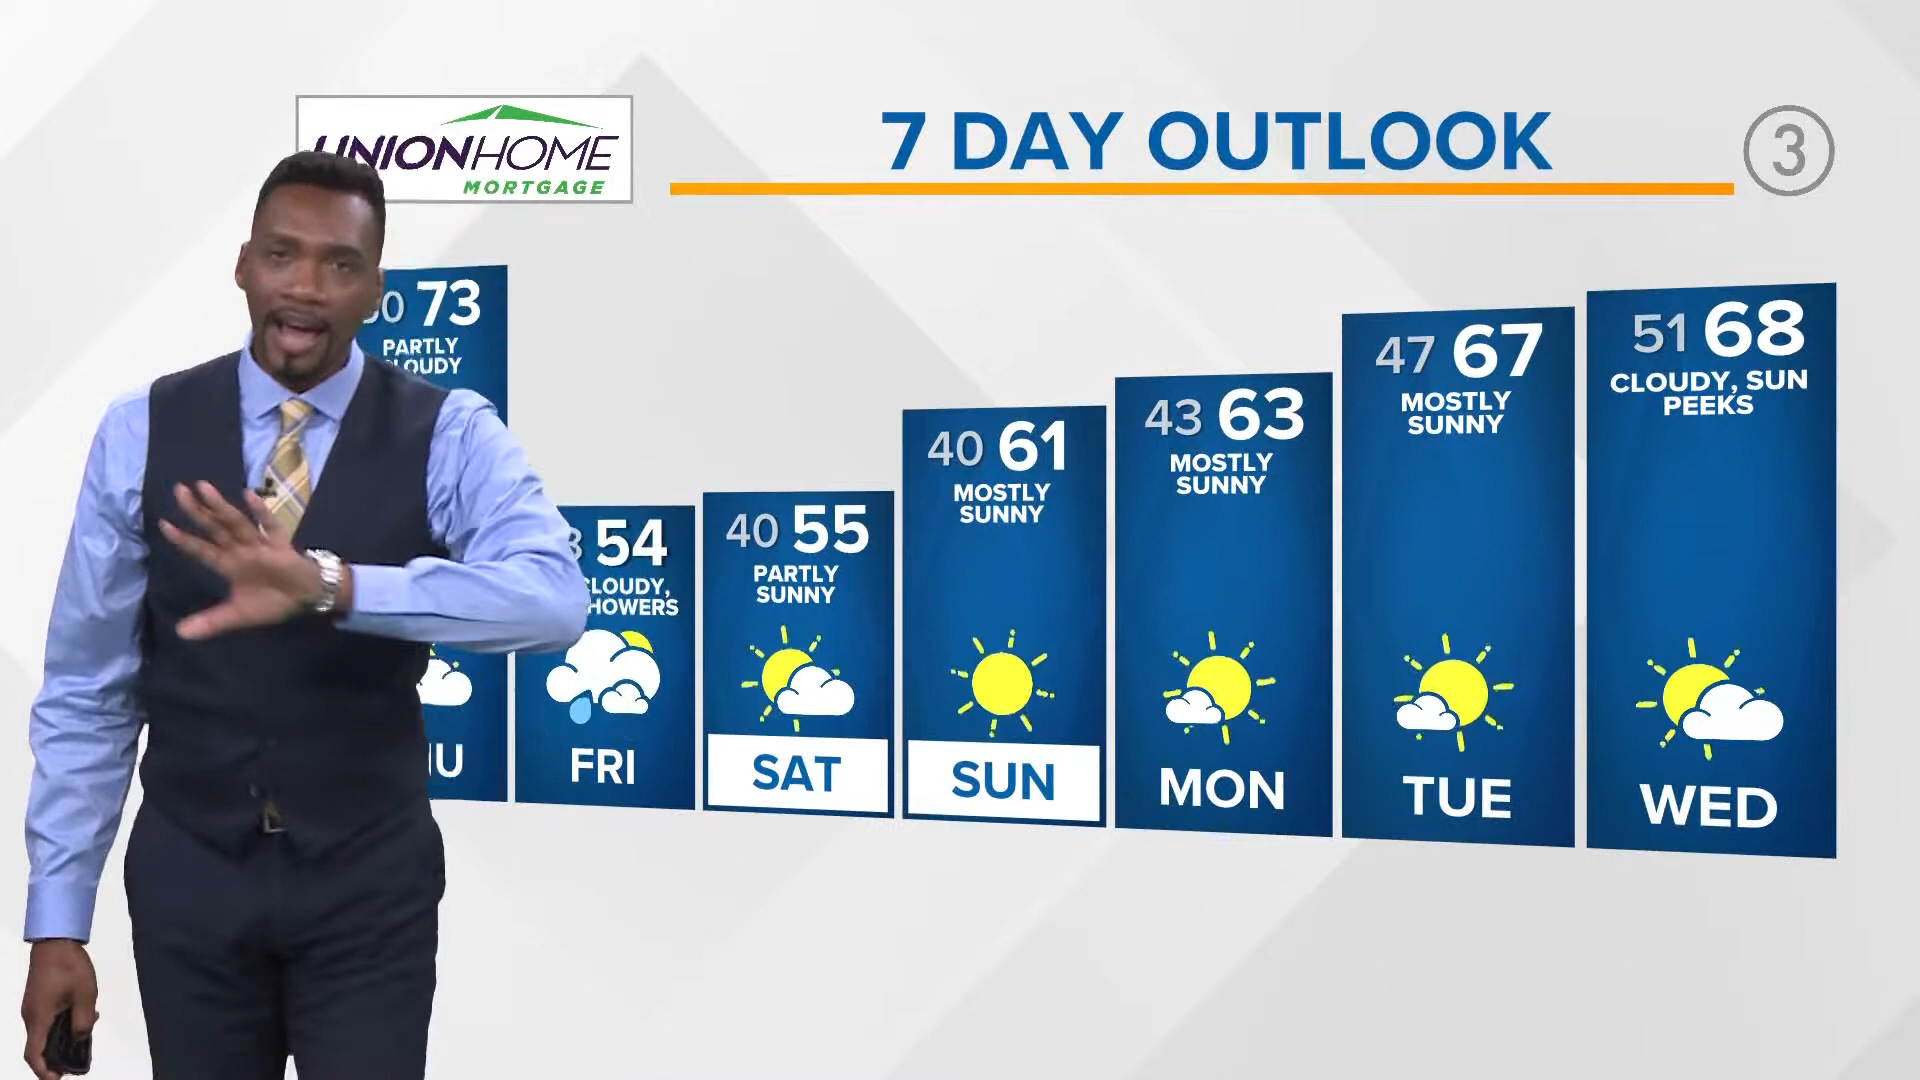 UNIONHOME
MORTGAGE
7 DAY OUTLOOK
3
73
PARTLY
54
40 55
PARTLY
SUNNY
40 61
MOSTLY
SUNNY
43 63
MOSTLY
SUNNY
47 67
MOSTLY
SUNNY
51 68
CLOUDY, SUN
PEEKS
FRI
SAT
SUN
MON
TUE
WED